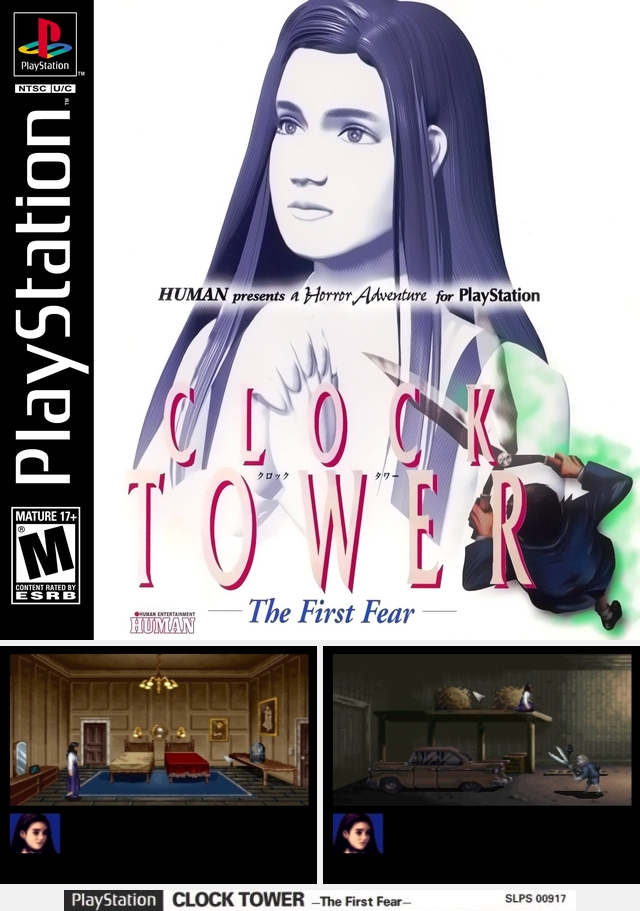 PlayStation
TM
NTSC U/C
PlayStation
TM
MATURE 17+
M
®
CONTENT RATED BY
ESRB
HUMAN presents a Horror Adventure for PlayStation
CLOCK
クロック タワー
TOWER
The First Fear
HUMAN ENTERTAINMENT
HUMAN
PlayStation CLOCK TOWER –The First Fear– SLPS 00917